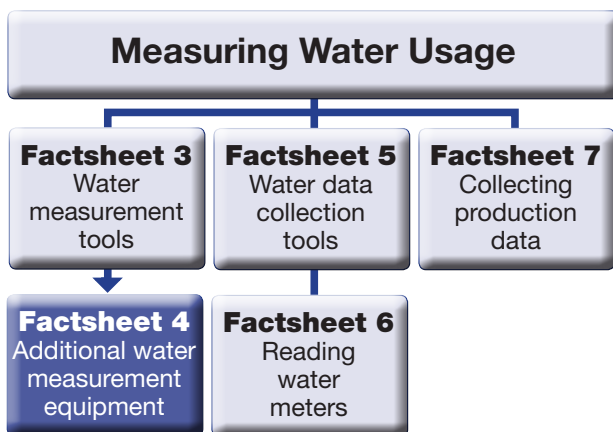 Measuring Water Usage
Factsheet 3
Water
measurement
tools
Factsheet 5
Water data
collection
tools
Factsheet 7
Collecting
production
data
Factsheet 4
Additional water
measurement
equipment
Factsheet 6
Reading
water
meters